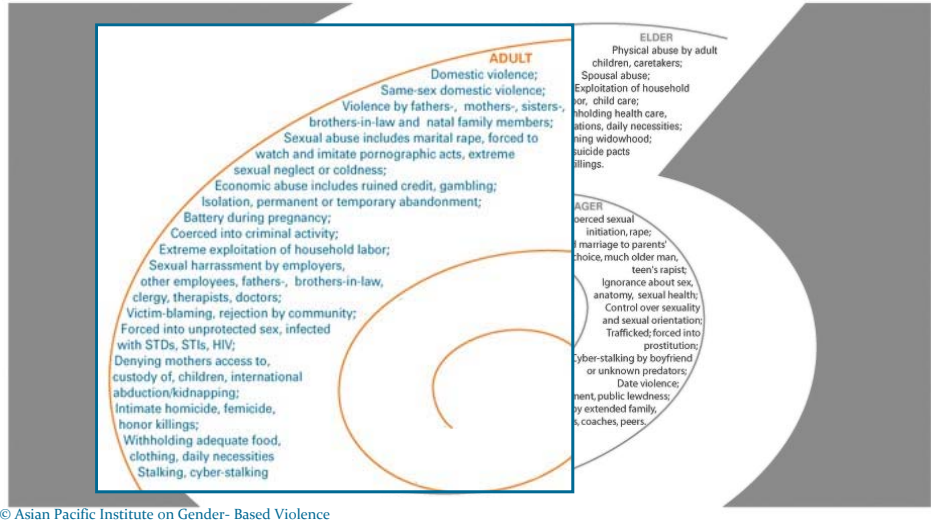 ADULT
Domestic violence;
Same-sex domestic violence;
Violence by fathers-, mothers-, sisters-,
brothers-in-law and natal family members;
Sexual abuse includes marital rape, forced to
watch and imitate pornographic acts, extreme
sexual neglect or coldness;
Economic abuse includes ruined credit, gambling;
Isolation, permanent or temporary abandonment;
Battery during pregnancy;
Coerced into criminal activity;
Extreme exploitation of household labor;
Sexual harrassment by employers,
other employees, fathers-, brothers-in-law,
clergy, therapists, doctors;
Victim-blaming, rejection by community;
Forced into unprotected sex, infected
with STDs, STIs, HIV;
Denying mothers access to,
custody of, children, international
abduction/kidnapping;
Intimate homicide, femicide,
honor killings;
Withholding adequate food,
clothing, daily necessities
Stalking, cyber-stalking
ELDER
Physical abuse by adult
children, caretakers;
Spousal abuse;
Exploitation of household
or, child care;
hholding health care,
ations, daily necessities;
ning widowhood;
suicide pacts
illings.
AGER
oerced sexual
initiation, rape;
l marriage to parents'
choice, much older man,
teen's rapist;
Ignorance about sex,
anatomy, sexual health;
Control over sexuality
and sexual orientation;
Trafficked; forced into
prostitution;
Cyber-stalking by boyfriend
or unknown predators;
Date violence;
ment, public lewdness;
by extended family,
s, coaches, peers.
© Asian Pacific Institute on Gender- Based Violence